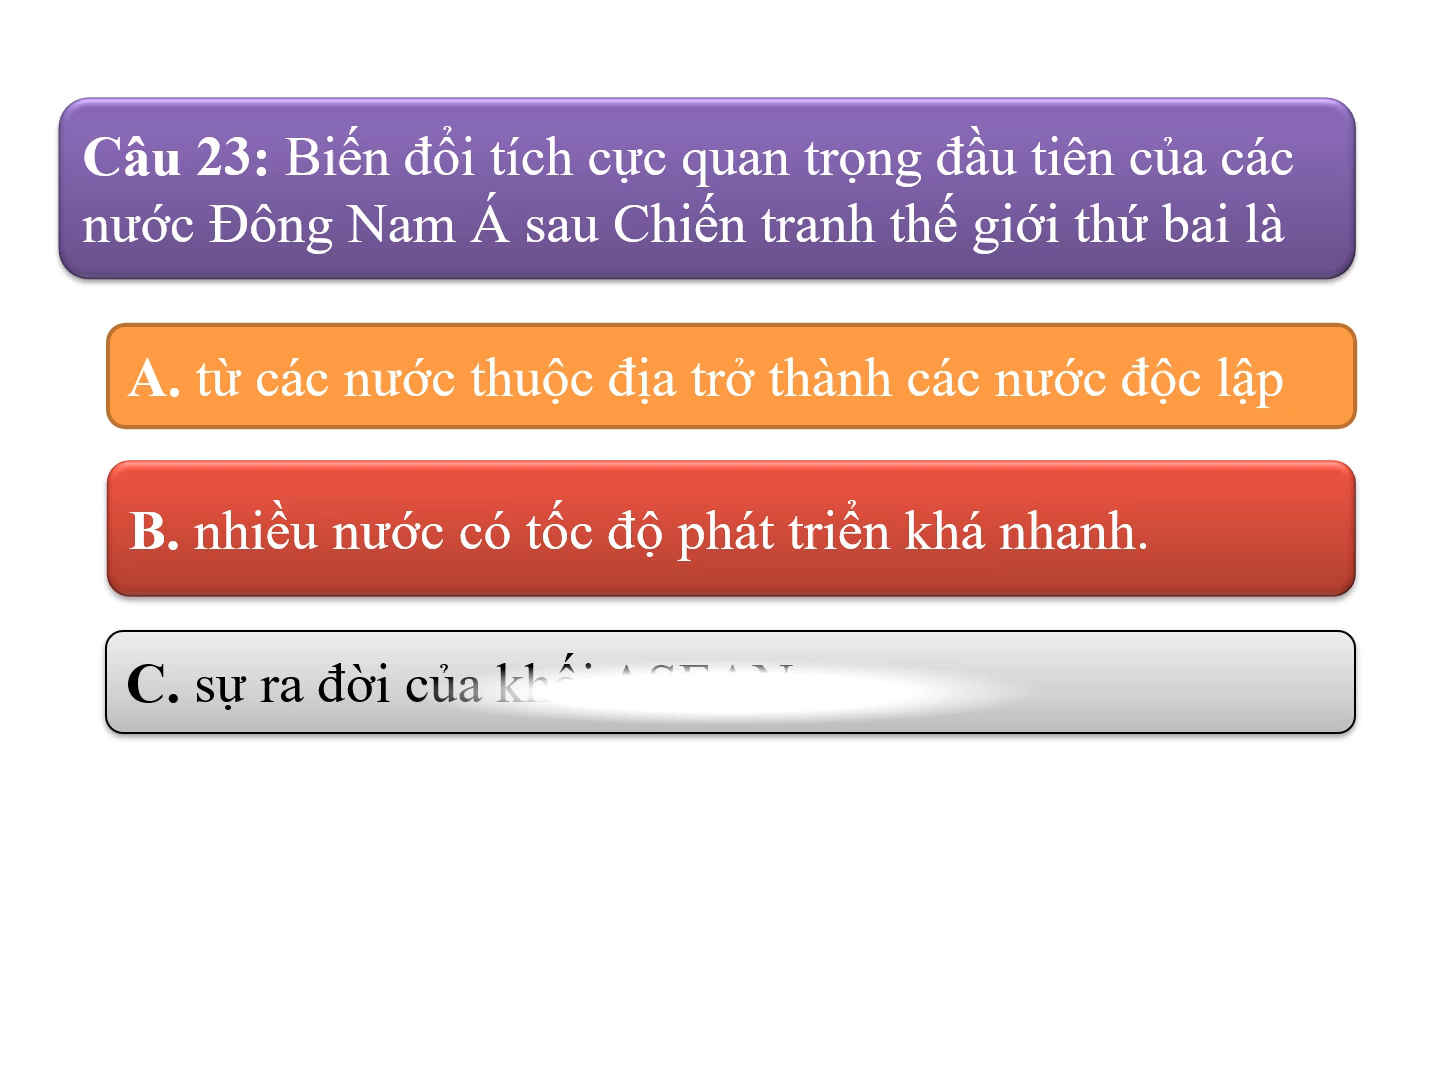 Câu 23: Biến đổi tích cực quan trọng đầu tiên của các
nước Đông Nam Á sau Chiến tranh thế giới thứ bai là
A. từ các nước thuộc địa trở thành các nước độc lập
B. nhiều nước có tốc độ phát triển khá nhanh.
C. sự ra đời của khối ASEAN